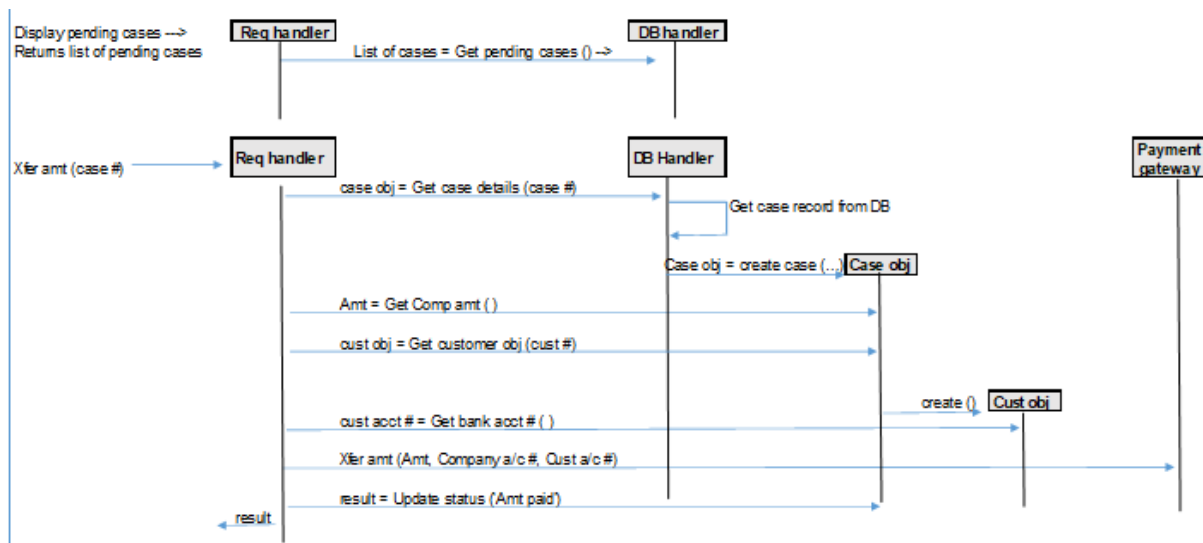 Display pending cases --->
Returns list of pending cases
Req handler
DB handler
List of cases = Get pending cases () -->
Xfer amt (case #)
Req handler
DB Handler
Payment
gateway
case obj = Get case details (case #)
Get case record from DB
Case obj = create case (...)
Case obj
Amt = Get Comp amt ( )
cust obj = Get customer obj (cust #)
create ()
Cust obj
cust acct # = Get bank acct # ( )
Xfer amt (Amt, Company a/c #, Cust a/c #)
result = Update status ('Amt paid')
result